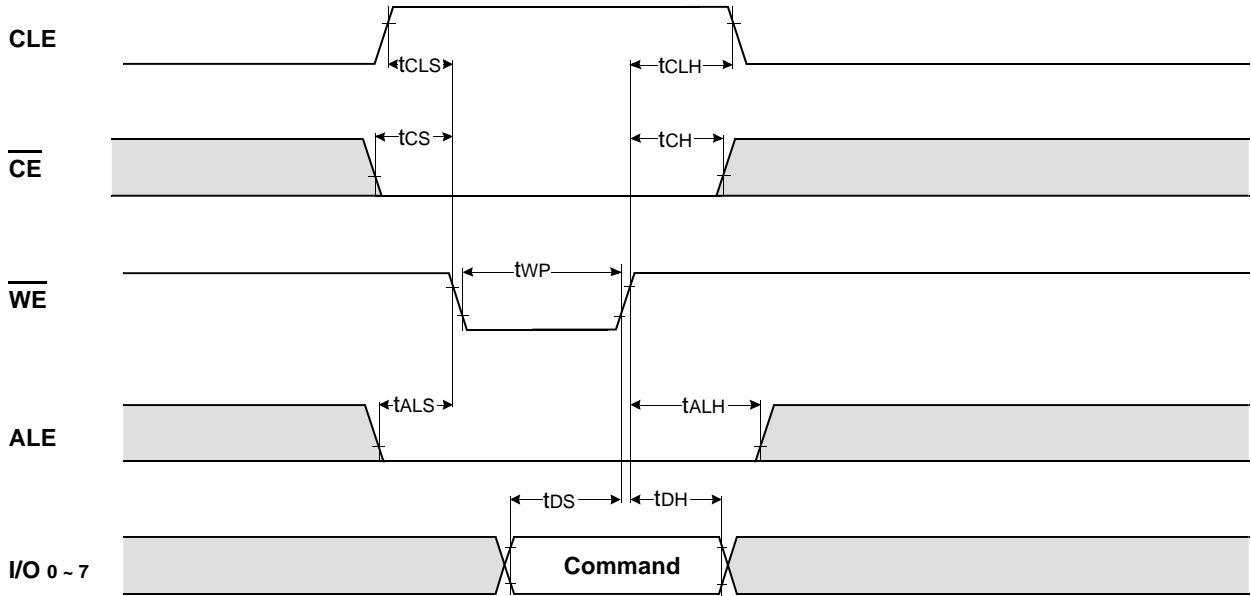 CLE
tCLS
tCLH
CE
tCS
tCH
WE
tWP
ALE
tALS
tALH
tDS
tDH
I/O 0 ~ 7
Command